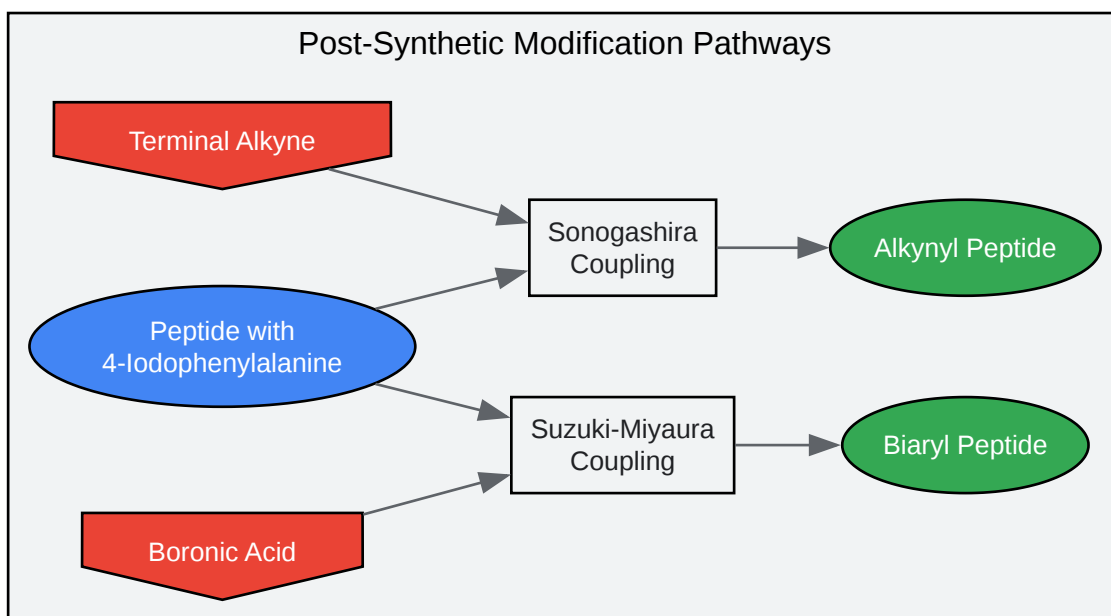 Post-Synthetic Modification Pathways
Terminal Alkyne
Sonogashira
Coupling
Alkynyl Peptide
Peptide with
4-Iodophenylalanine
Suzuki-Miyaura
Coupling
Biaryl Peptide
Boronic Acid